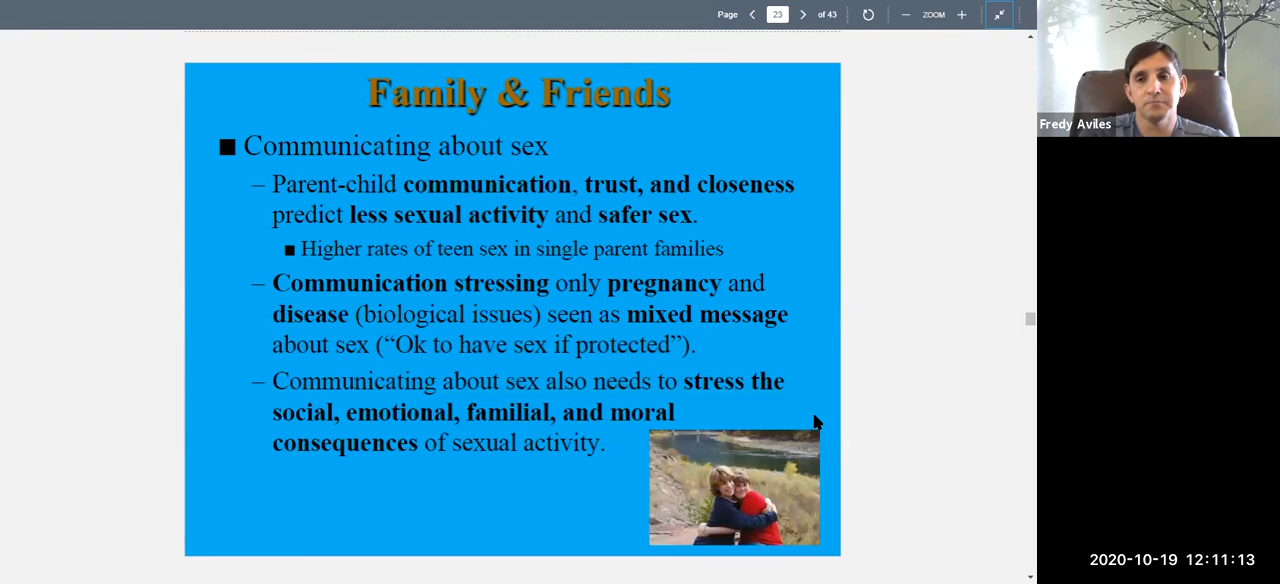 Page 23 of 43 ZOOM
Family & Friends
Communicating about sex
– Parent-child communication, trust, and closeness
predict less sexual activity and safer sex.
Higher rates of teen sex in single parent families
– Communication stressing only pregnancy and
disease (biological issues) seen as mixed message
about sex (“Ok to have sex if protected”).
– Communicating about sex also needs to stress the
social, emotional, familial, and moral
consequences of sexual activity.
Fredy Aviles
2020-10-19 12:11:13